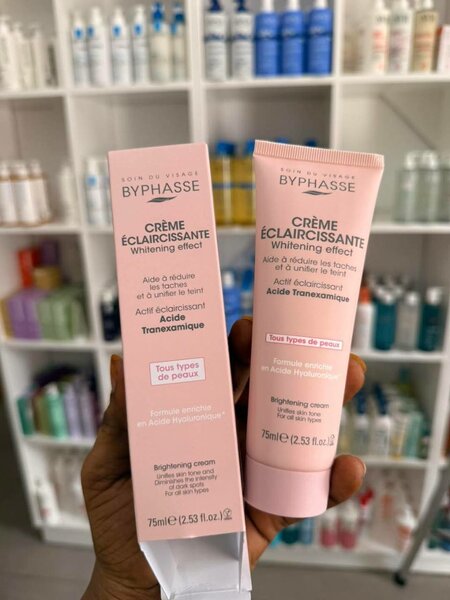 SOIN DU VISAGE
BYPHASSE
CRÈME
ÉCLAIRCISSANTE
Whitening effect
Aide à réduire
les taches
et à unifier le teint
Actif éclaircissant
Acide
Tranexamique
Tous types
de peaux
Formule enrichie
en Acide Hyaluronique*
Brightening cream
Unifies skin tone and
Diminishes the intensity
of dark spots
For all skin types
75ml e (2.53 fl.oz.)
SOIN DU VISAGE
BYPHASSE
CRÈME
ÉCLAIRCISSANTE
Whitening effect
Aide à réduire les taches
et à unifier le teint
Actif éclaircissant
Acide Tranexamique
Tous types de peaux
Formule enrichie
en Acide Hyaluronique*
Brightening cream
Unifies skin tone
For all skin types
75ml e (2.53 fl.oz.)